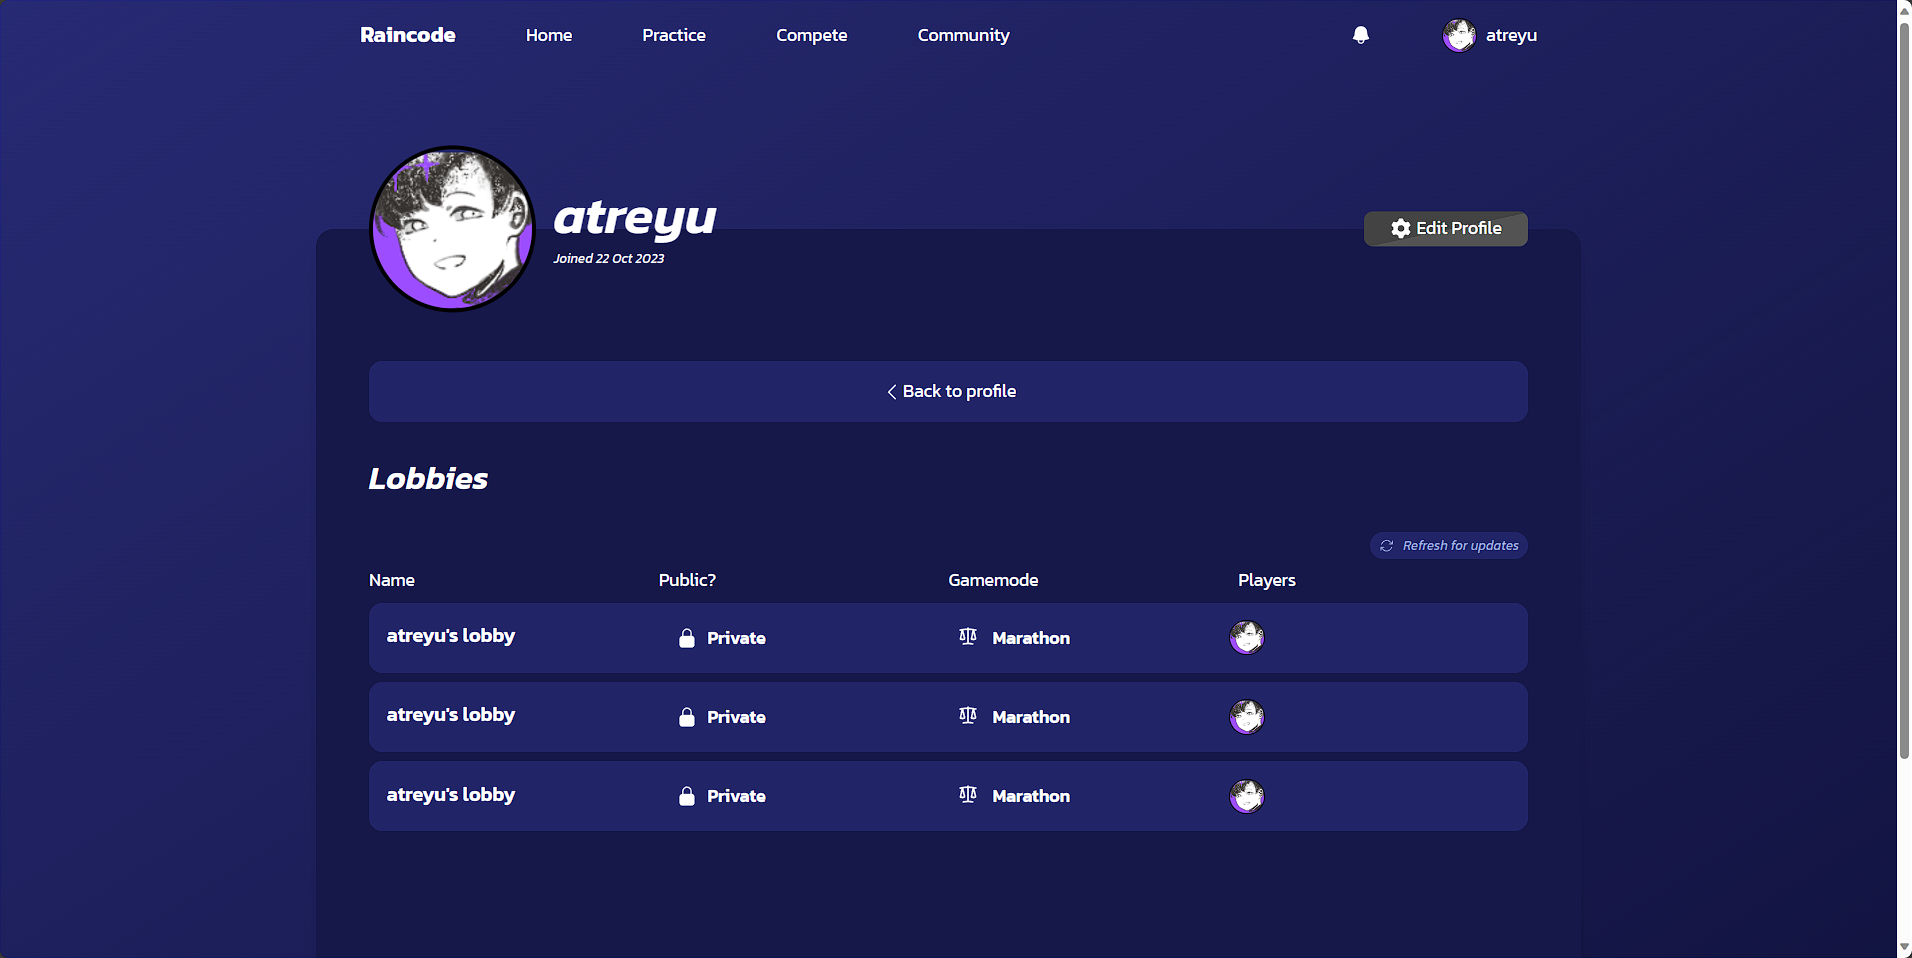 Raincode Home Practice Compete Community atreyu
atreyu
Joined 22 Oct 2023
Edit Profile
Back to profile
Lobbies
Refresh for updates
Name Public? Gamemode Players
atreyu's lobby Private Marathon
atreyu's lobby Private Marathon
atreyu's lobby Private Marathon